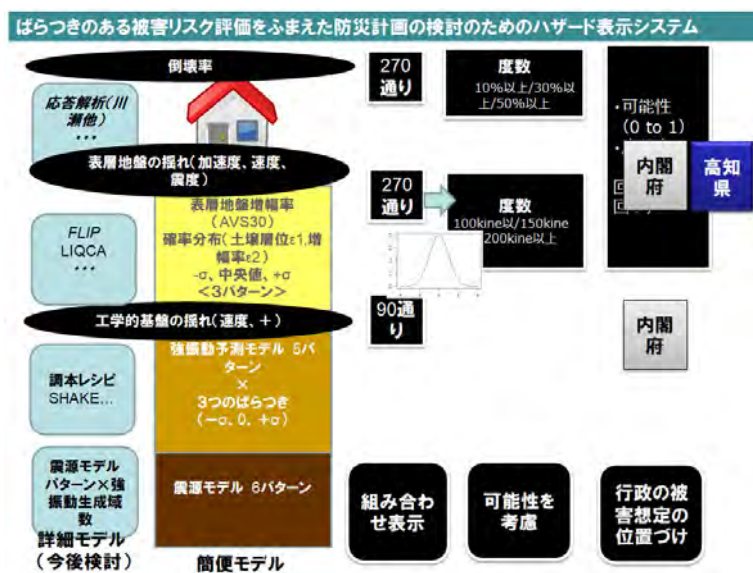 ばらつきのある被害リスク評価をふまえた防災計画の検討のためのハザード表示システム
倒壊率
応答解析(川
瀬他)
…
270
通り
度数
10%以上/30%以
上/50%以上
・可能性
(0 to 1)
内閣
府
高知
県
表層地盤の揺れ(加速度、速度、
震度)
FLIP
LIQCA
…
表層地盤増幅率
(AVS30)
確率分布(土壌層位ε1,増
幅率ε2)
-σ、中央値、+σ
<3パターン>
270
通り
度数
100kine以/150kine
200kine以上
工学的基盤の揺れ(速度、+)
90通
り
内閣
府
調本レシピ
SHAKE…
強振動予測モデル 5パ
ターン
×
3つのばらつき
(−σ、0、+σ)
震源モデル
パターン×強
振動生成域
数
震源モデル 6パターン
組み合わ
せ表示
可能性を
考慮
行政の被
害想定の
位置づけ
詳細モデル
(今後検討)
簡便モデル